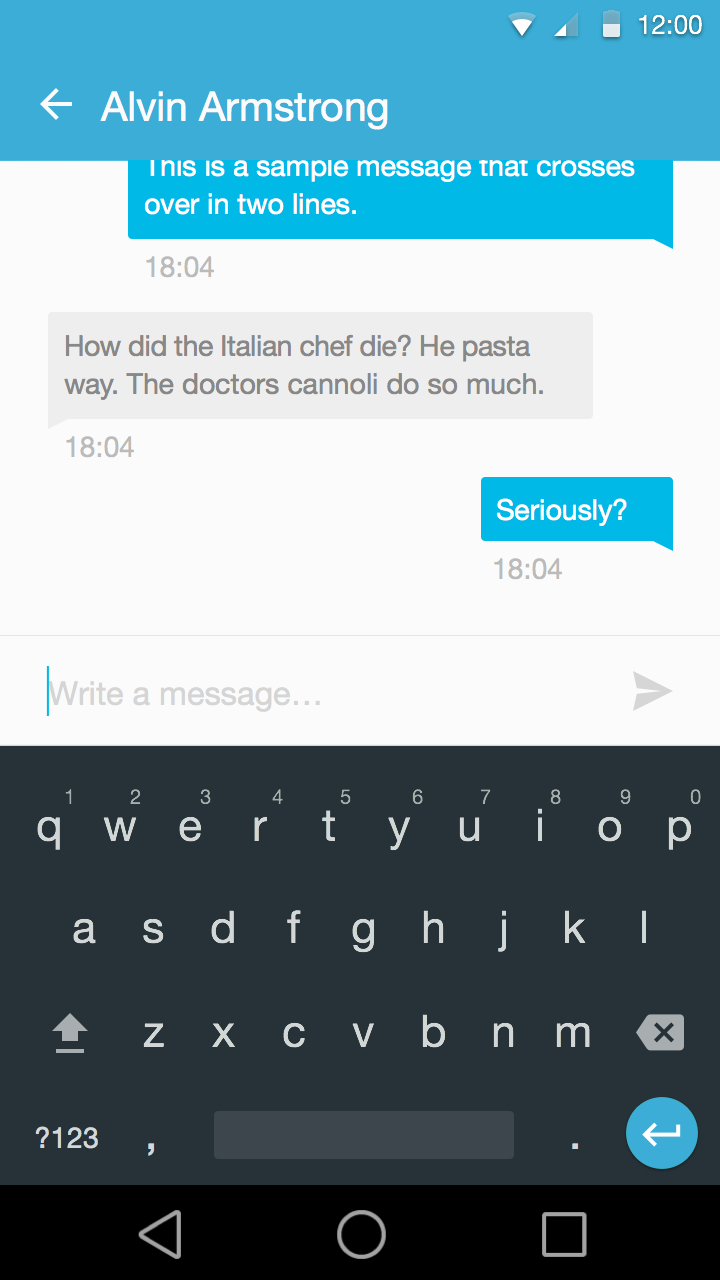 12:00
Alvin Armstrong
This is a sample message that crosses
over in two lines.
18:04
How did the Italian chef die? He pasta
way. The doctors cannoli do so much.
18:04
Seriously?
18:04
Write a message…
1 2 3 4 5 6 7 8 9 0
q w e r t y u i o p
a s d f g h j k l
z x c v b n m
?123 , .